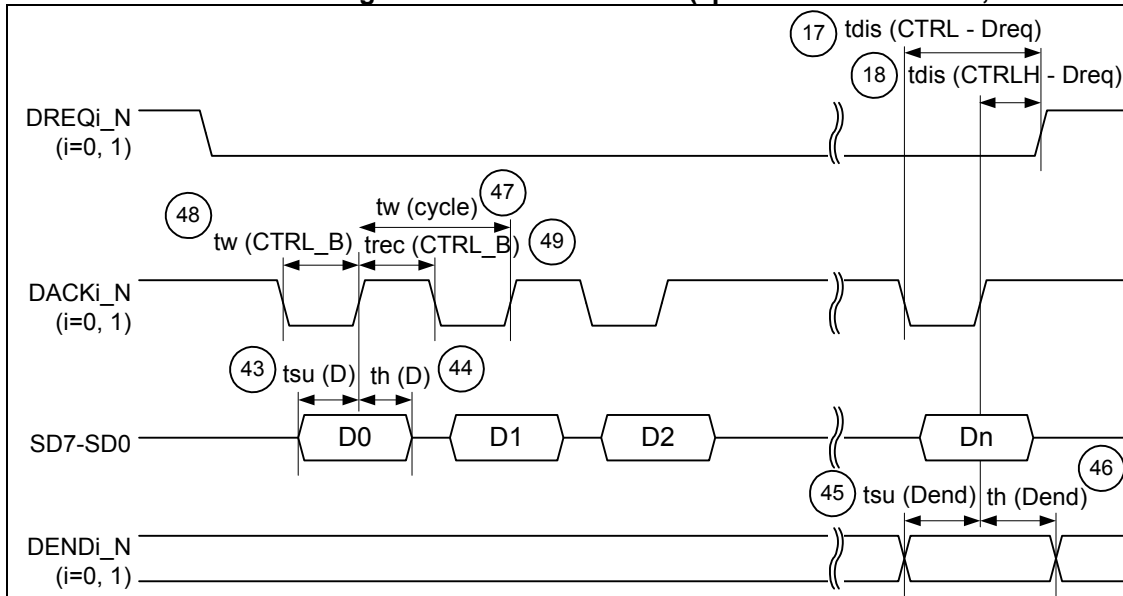 17 tdis (CTRL - Dreq)
18 tdis (CTRLH - Dreq)
DREQi_N
(i=0, 1)
47
48 tw (cycle)
tw (CTRL_B) trec (CTRL_B) 49
DACKi_N
(i=0, 1)
43 tsu (D) th (D) 44
SD7-SD0 D0 D1 D2 Dn
46
45 tsu (Dend) th (Dend)
DENDi_N
(i=0, 1)